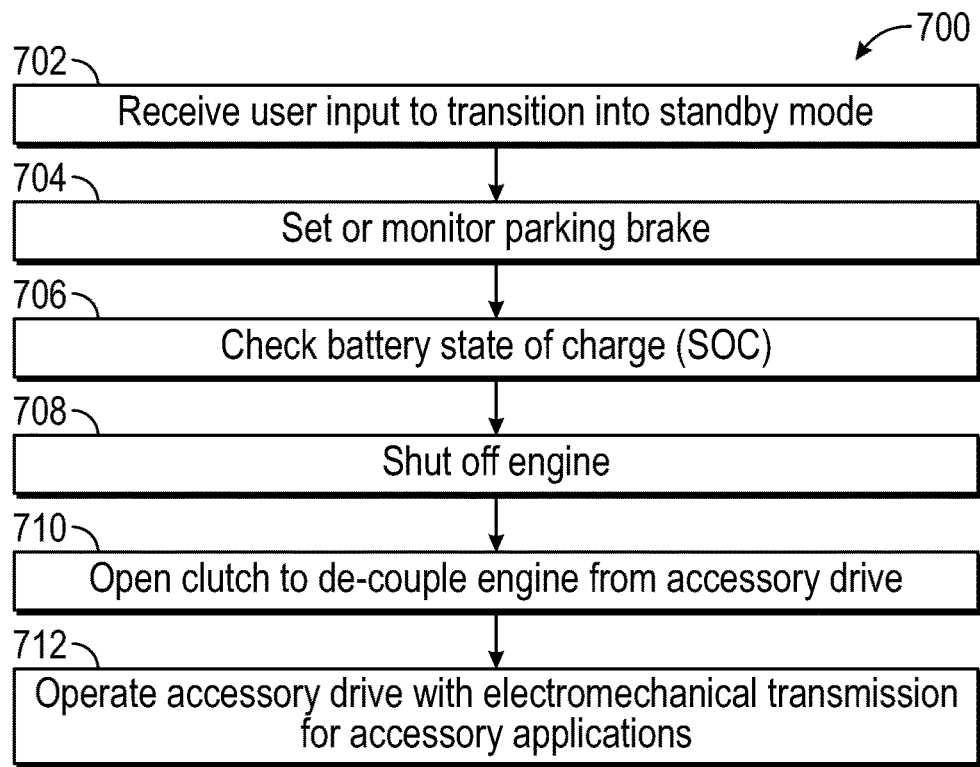 700
702
Receive user input to transition into standby mode
704
Set or monitor parking brake
706
Check battery state of charge (SOC)
708
Shut off engine
710
Open clutch to de-couple engine from accessory drive
712
Operate accessory drive with electromechanical transmission
for accessory applications